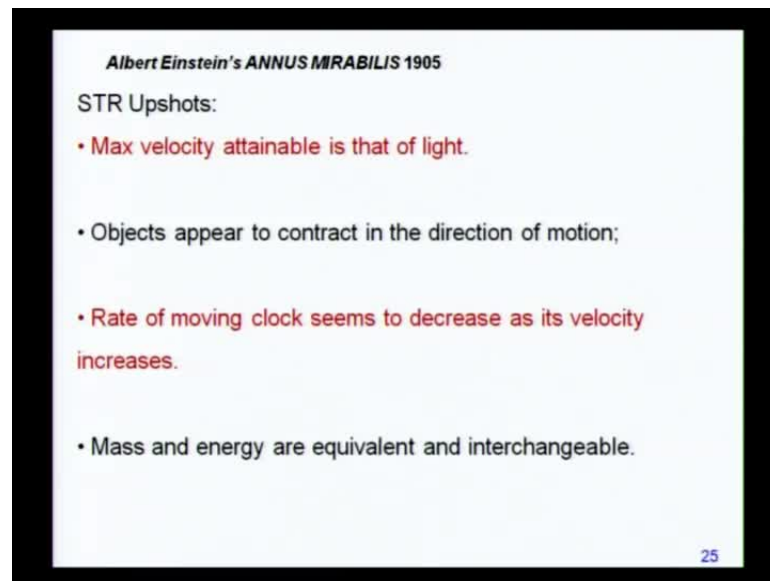 Albert Einstein's ANNUS MIRABILIS 1905
STR Upshots:
• Max velocity attainable is that of light.
• Objects appear to contract in the direction of motion;
• Rate of moving clock seems to decrease as its velocity
increases.
• Mass and energy are equivalent and interchangeable.
25